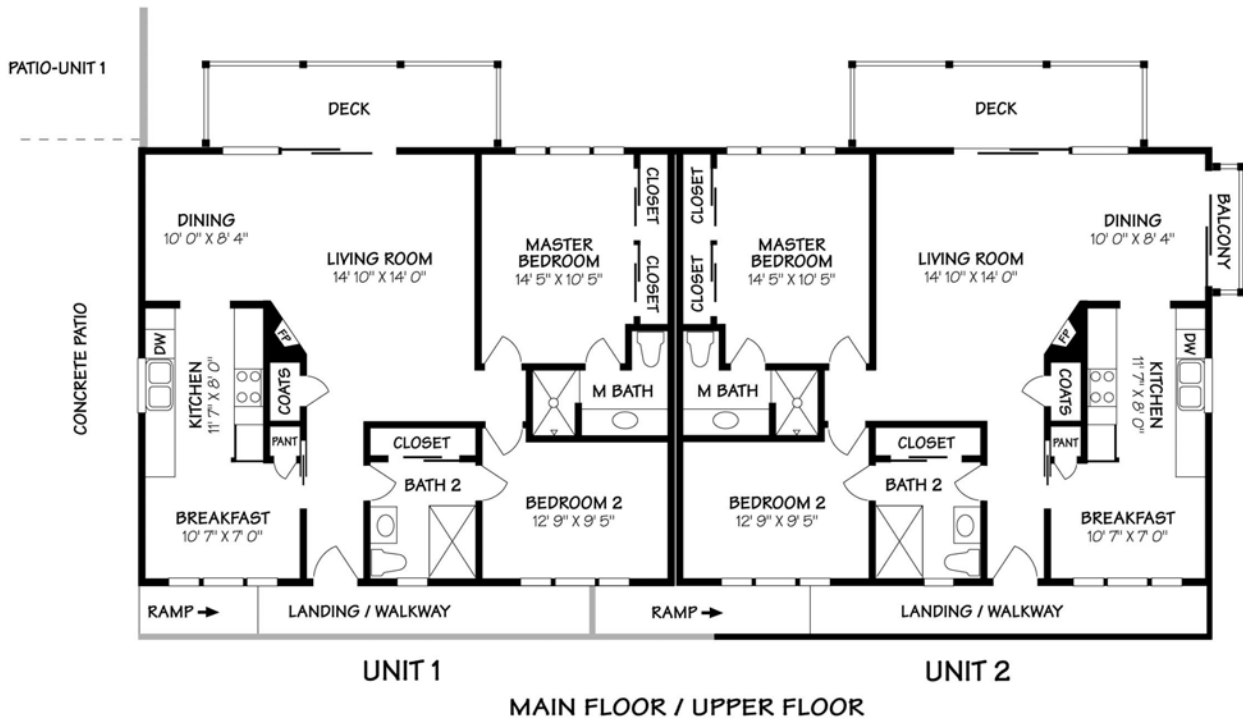 PATIO-UNIT 1
DECK
DECK
CLOSET
CLOSET
BALCONY
DINING
10' 0" X 8' 4"
LIVING ROOM
14' 10" X 14' 0"
MASTER
BEDROOM
14' 5" X 10' 5"
CLOSET
CLOSET
MASTER
BEDROOM
14' 5" X 10' 5"
LIVING ROOM
14' 10" X 14' 0"
DINING
10' 0" X 8' 4"
CONCRETE PATIO
DW
KITCHEN
11' 7" X 8' 0"
FP
COATS
PANT
M BATH
M BATH
FP
COATS
PANT
KITCHEN
11' 7" X 8' 0"
DW
CLOSET
BATH 2
BEDROOM 2
12' 9" X 9' 5"
BEDROOM 2
12' 9" X 9' 5"
CLOSET
BATH 2
BREAKFAST
10' 7" X 7' 0"
BREAKFAST
10' 7" X 7' 0"
RAMP
LANDING / WALKWAY
RAMP
LANDING / WALKWAY
UNIT 1
UNIT 2
MAIN FLOOR / UPPER FLOOR